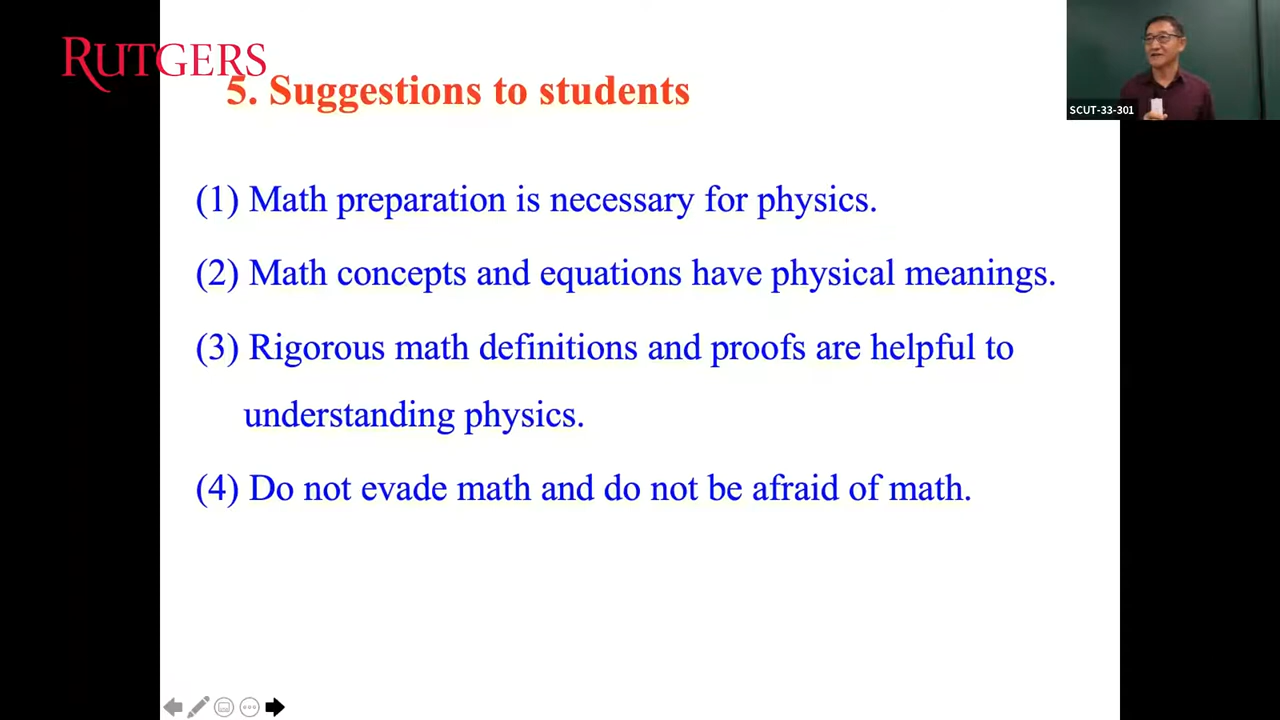 RUTGERS
5. Suggestions to students
SCUT-33-301
(1) Math preparation is necessary for physics.
(2) Math concepts and equations have physical meanings.
(3) Rigorous math definitions and proofs are helpful to
understanding physics.
(4) Do not evade math and do not be afraid of math.